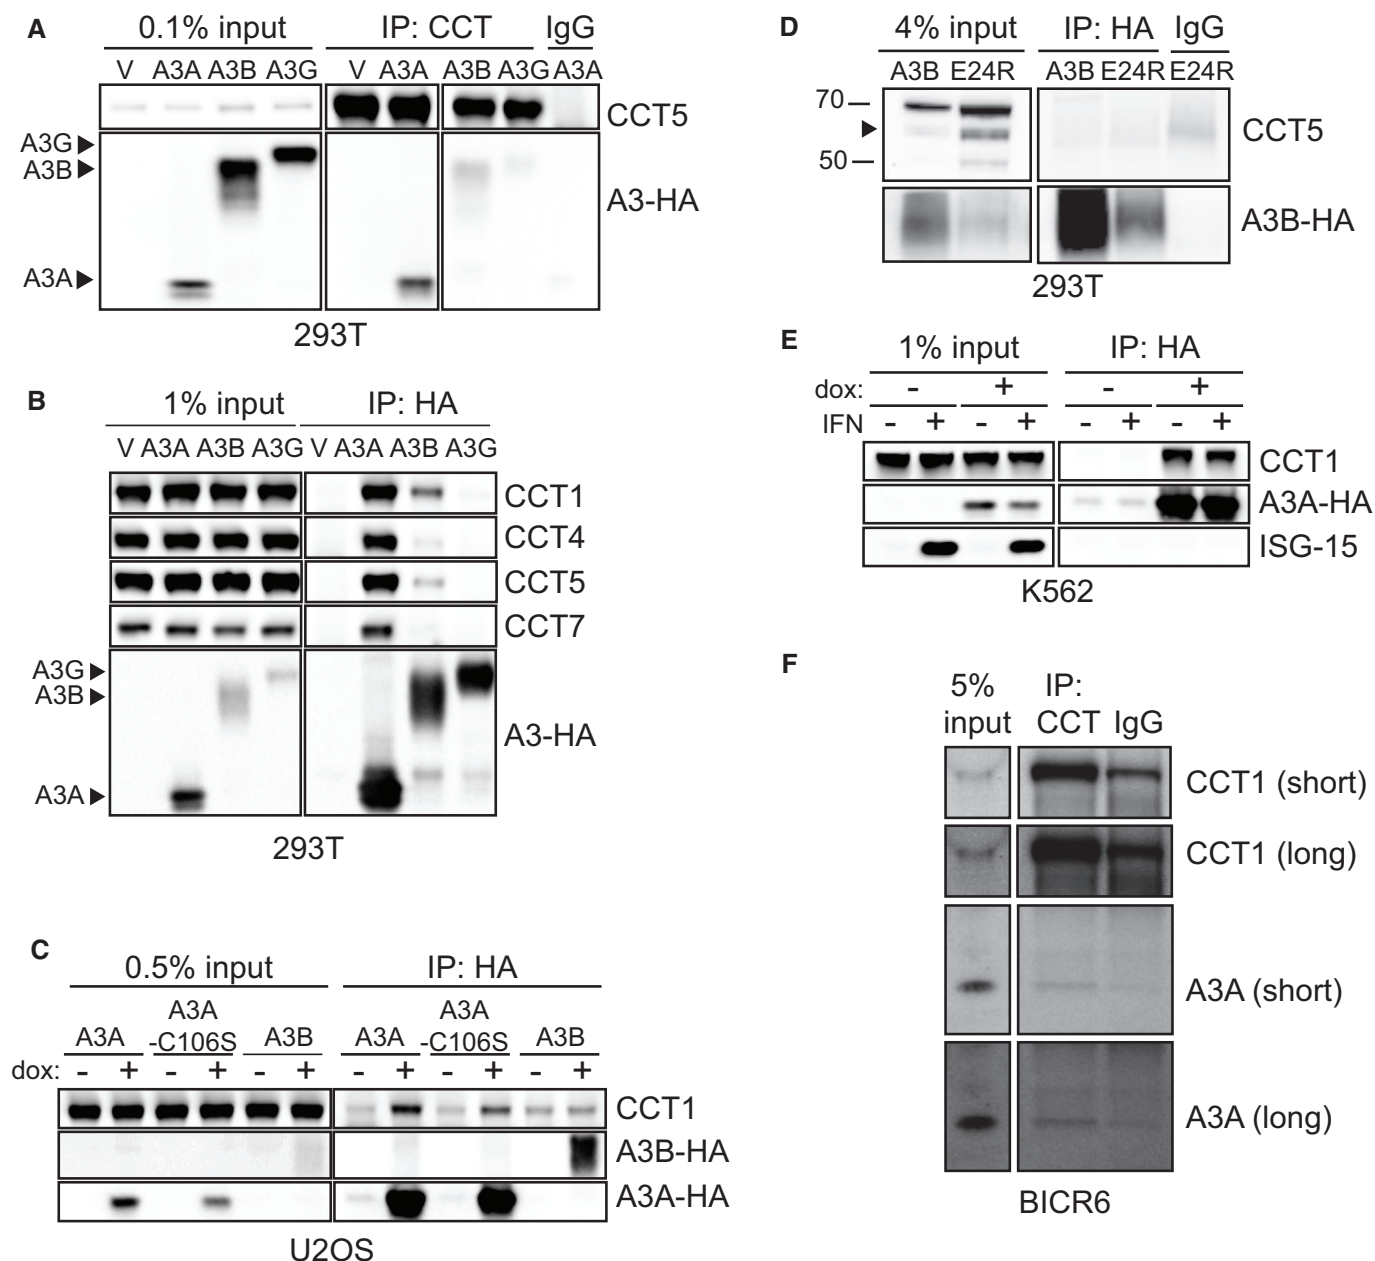 A
0.1% input IP: CCT IgG
V A3A A3B A3G V A3A A3B A3G A3A
CCT5
A3G
A3B
A3-HA
A3A
293T
B
1% input IP: HA
V A3A A3B A3G V A3A A3B A3G
CCT1
CCT4
CCT5
CCT7
A3G
A3B
A3-HA
A3A
293T
C
0.5% input IP: HA
A3A A3A -C106S A3B A3A A3A -C106S A3B
dox: - + - + - + - + - + - +
CCT1
A3B-HA
A3A-HA
U2OS
D
4% input IP: HA IgG
A3B E24R A3B E24R E24R
70
CCT5
50
A3B-HA
293T
E
1% input IP: HA
dox: - + - +
IFN - + - + - + - +
CCT1
A3A-HA
ISG-15
K562
F
5% input IP: CCT IgG
CCT1 (short)
CCT1 (long)
A3A (short)
A3A (long)
BICR6